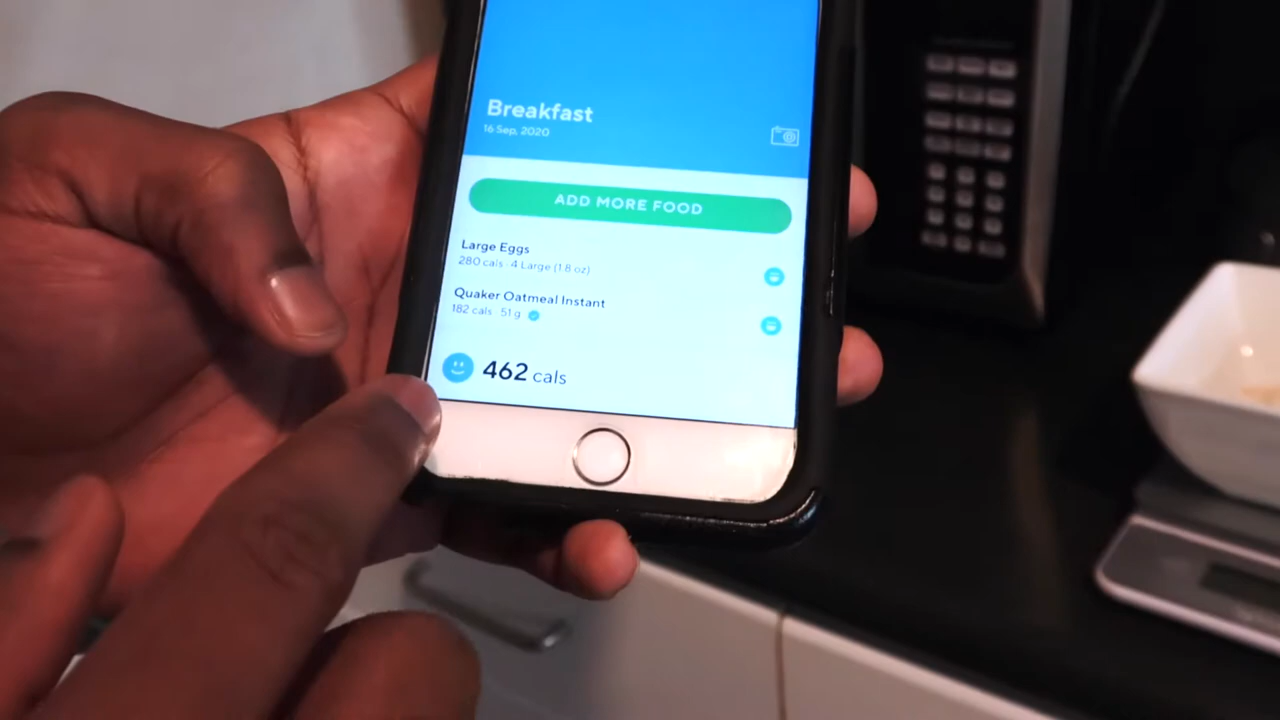 Breakfast
16 Sep, 2020
ADD MORE FOOD
Large Eggs
280 cals · 4 Large (1.8 oz)
Quaker Oatmeal Instant
182 cals · 51 g
462 cals